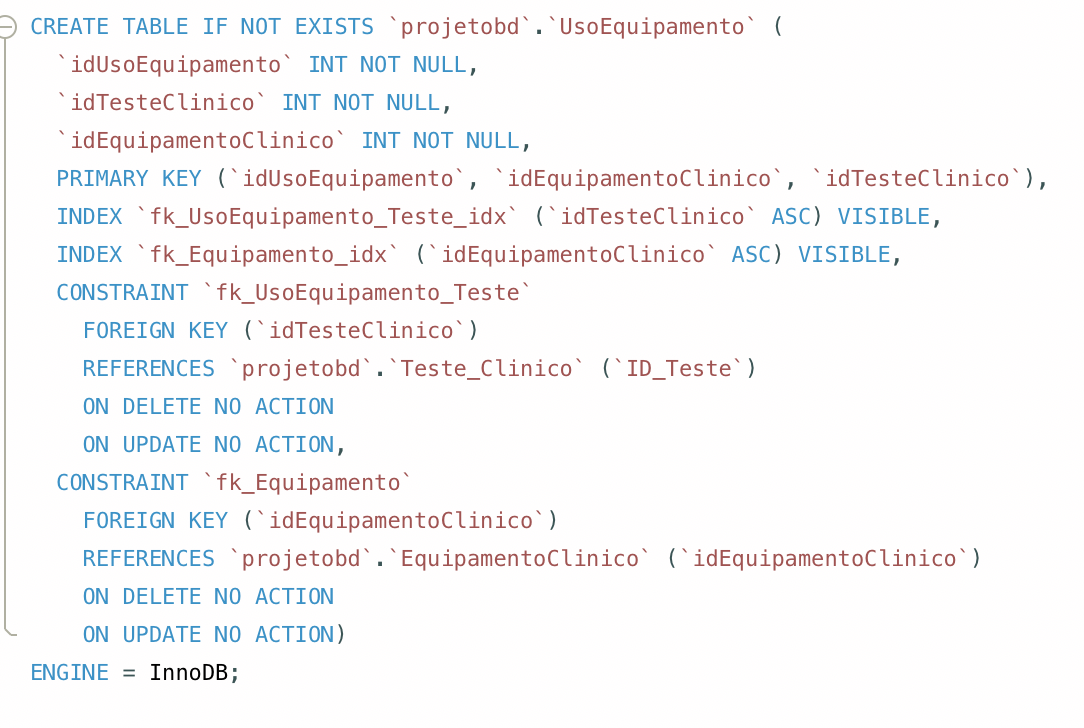 CREATE TABLE IF NOT EXISTS `projetobd`.`UsoEquipamento` (
  `idUsoEquipamento` INT NOT NULL,
  `idTesteClinico` INT NOT NULL,
  `idEquipamentoClinico` INT NOT NULL,
  PRIMARY KEY (`idUsoEquipamento`, `idEquipamentoClinico`, `idTesteClinico`),
  INDEX `fk_UsoEquipamento_Teste_idx` (`idTesteClinico` ASC) VISIBLE,
  INDEX `fk_Equipamento_idx` (`idEquipamentoClinico` ASC) VISIBLE,
  CONSTRAINT `fk_UsoEquipamento_Teste`
    FOREIGN KEY (`idTesteClinico`)
    REFERENCES `projetobd`.`Teste_Clinico` (`ID_Teste`)
    ON DELETE NO ACTION
    ON UPDATE NO ACTION,
  CONSTRAINT `fk_Equipamento`
    FOREIGN KEY (`idEquipamentoClinico`)
    REFERENCES `projetobd`.`EquipamentoClinico` (`idEquipamentoClinico`)
    ON DELETE NO ACTION
    ON UPDATE NO ACTION)
ENGINE = InnoDB;